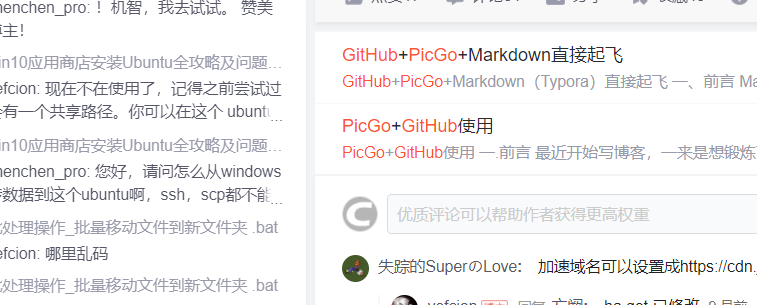 henchen_pro: ！机智，我去试试。 赞美
博主！
in10应用商店安装Ubuntu全攻略及问题…
efcion: 现在不在使用了，记得之前尝试过
有一个共享路径。你可以在这个 ubuntu
in10应用商店安装Ubuntu全攻略及问题…
henchen_pro: 您好，请问怎么从windows
数据到这个ubuntu啊，ssh，scp都不能
处理操作_批量移动文件到新文件夹 .bat
efcion: 哪里乱码
处理操作_批量移动文件到新文件夹 .bat
GitHub+PicGo+Markdown直接起飞
GitHub+PicGo+Markdown（Typora）直接起飞 一、前言 Ma
PicGo+GitHub使用
PicGo+GitHub使用 一.前言 最近开始写博客，一来是想锻炼
优质评论可以帮助作者获得更高权重
失踪的SuperのLove： 加速域名可以设置成https://cdn.